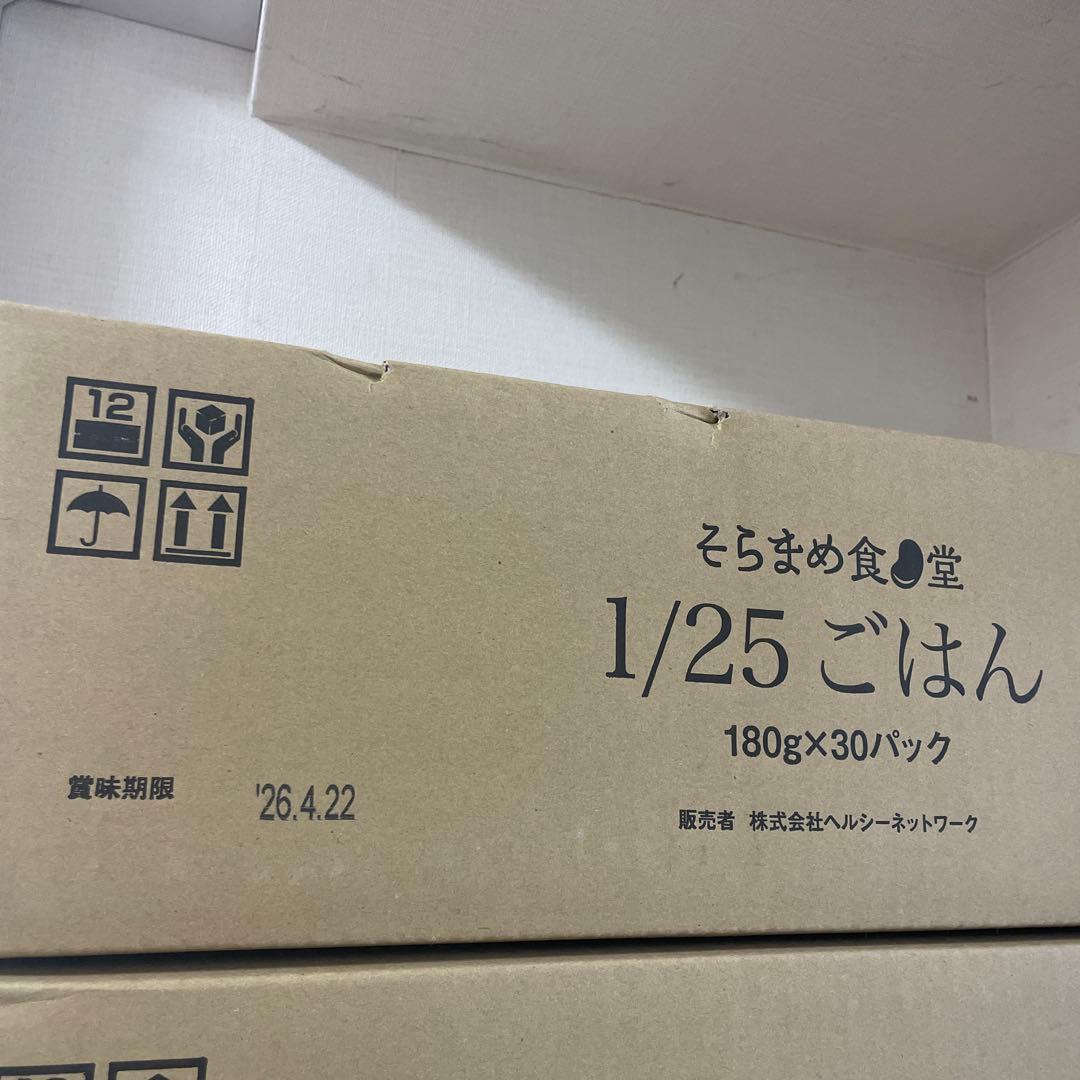 12
そらまめ食堂
1/25 ごはん
180g×30パック
賞味期限 '26.4.22
販売者 株式会社ヘルシーネットワーク